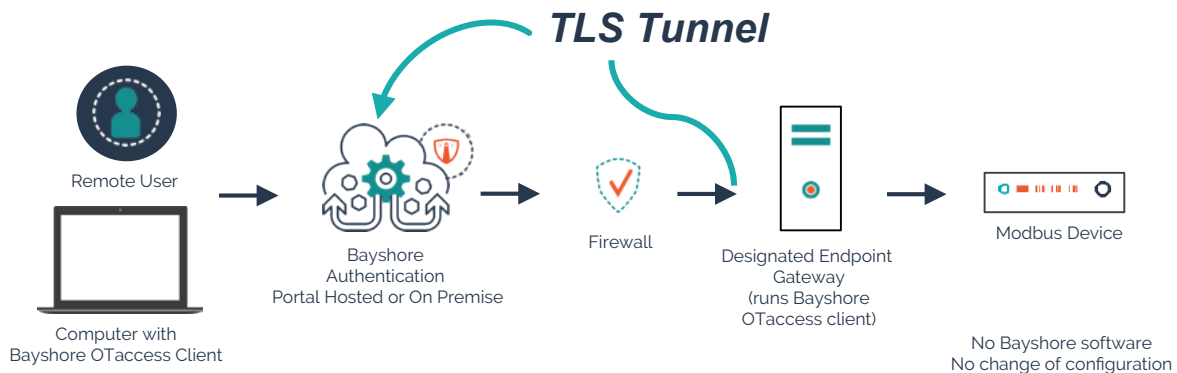 TLS Tunnel
Remote User
Computer with
Bayshore OTaccess Client
Bayshore
Authentication
Portal Hosted or On Premise
Firewall
Designated Endpoint
Gateway
(runs Bayshore
OTaccess client)
Modbus Device
No Bayshore software
No change of configuration